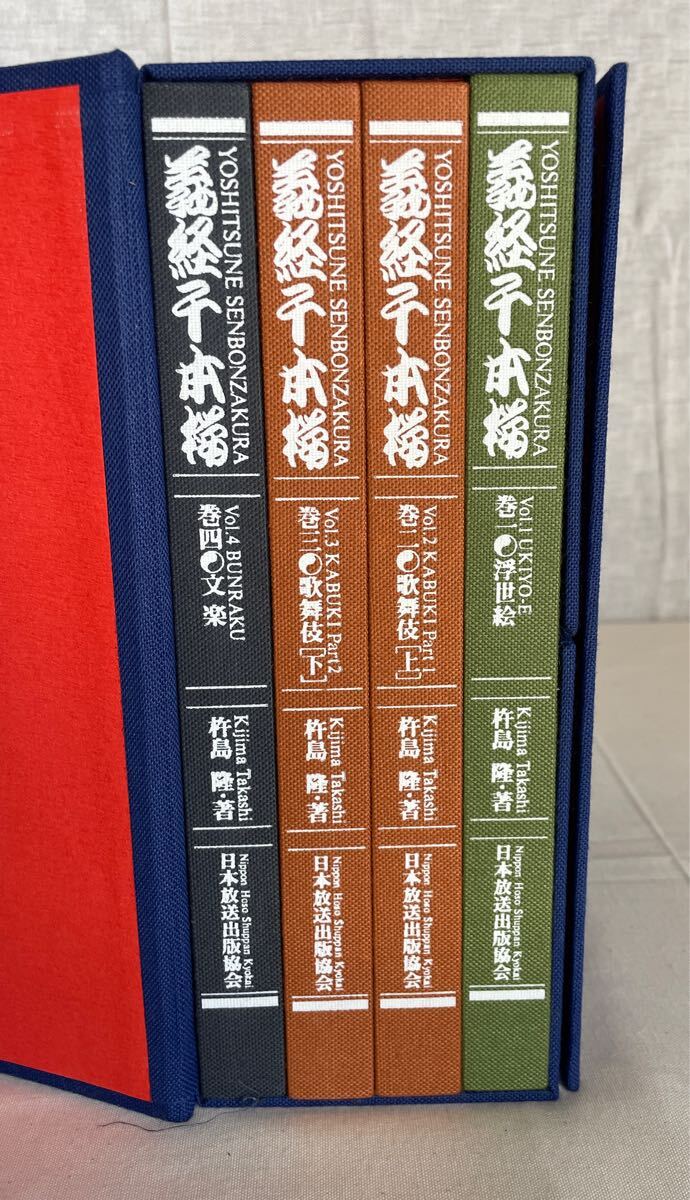 YOSHITSUNE SENBONZAKURA
義経千本桜
Vol.1 UKIYO-E
巻一☯浮世絵
Kijima Takashi
杵島 隆・著
Nippon Hoso Shuppan Kyokai
日本放送出版協会
YOSHITSUNE SENBONZAKURA
義経千本桜
Vol.2 KABUKI Part 1
巻二☯歌舞伎［上］
Kijima Takashi
杵島 隆・著
Nippon Hoso Shuppan Kyokai
日本放送出版協会
YOSHITSUNE SENBONZAKURA
義経千本桜
Vol.3 KABUKI Part2
巻三☯歌舞伎［下］
Kijima Takashi
杵島 隆・著
Nippon Hoso Shuppan Kyokai
日本放送出版協会
YOSHITSUNE SENBONZAKURA
義経千本桜
Vol.4 BUNRAKU
巻四☯文楽
Kijima Takashi
杵島 隆・著
Nippon Hoso Shuppan Kyokai
日本放送出版協会